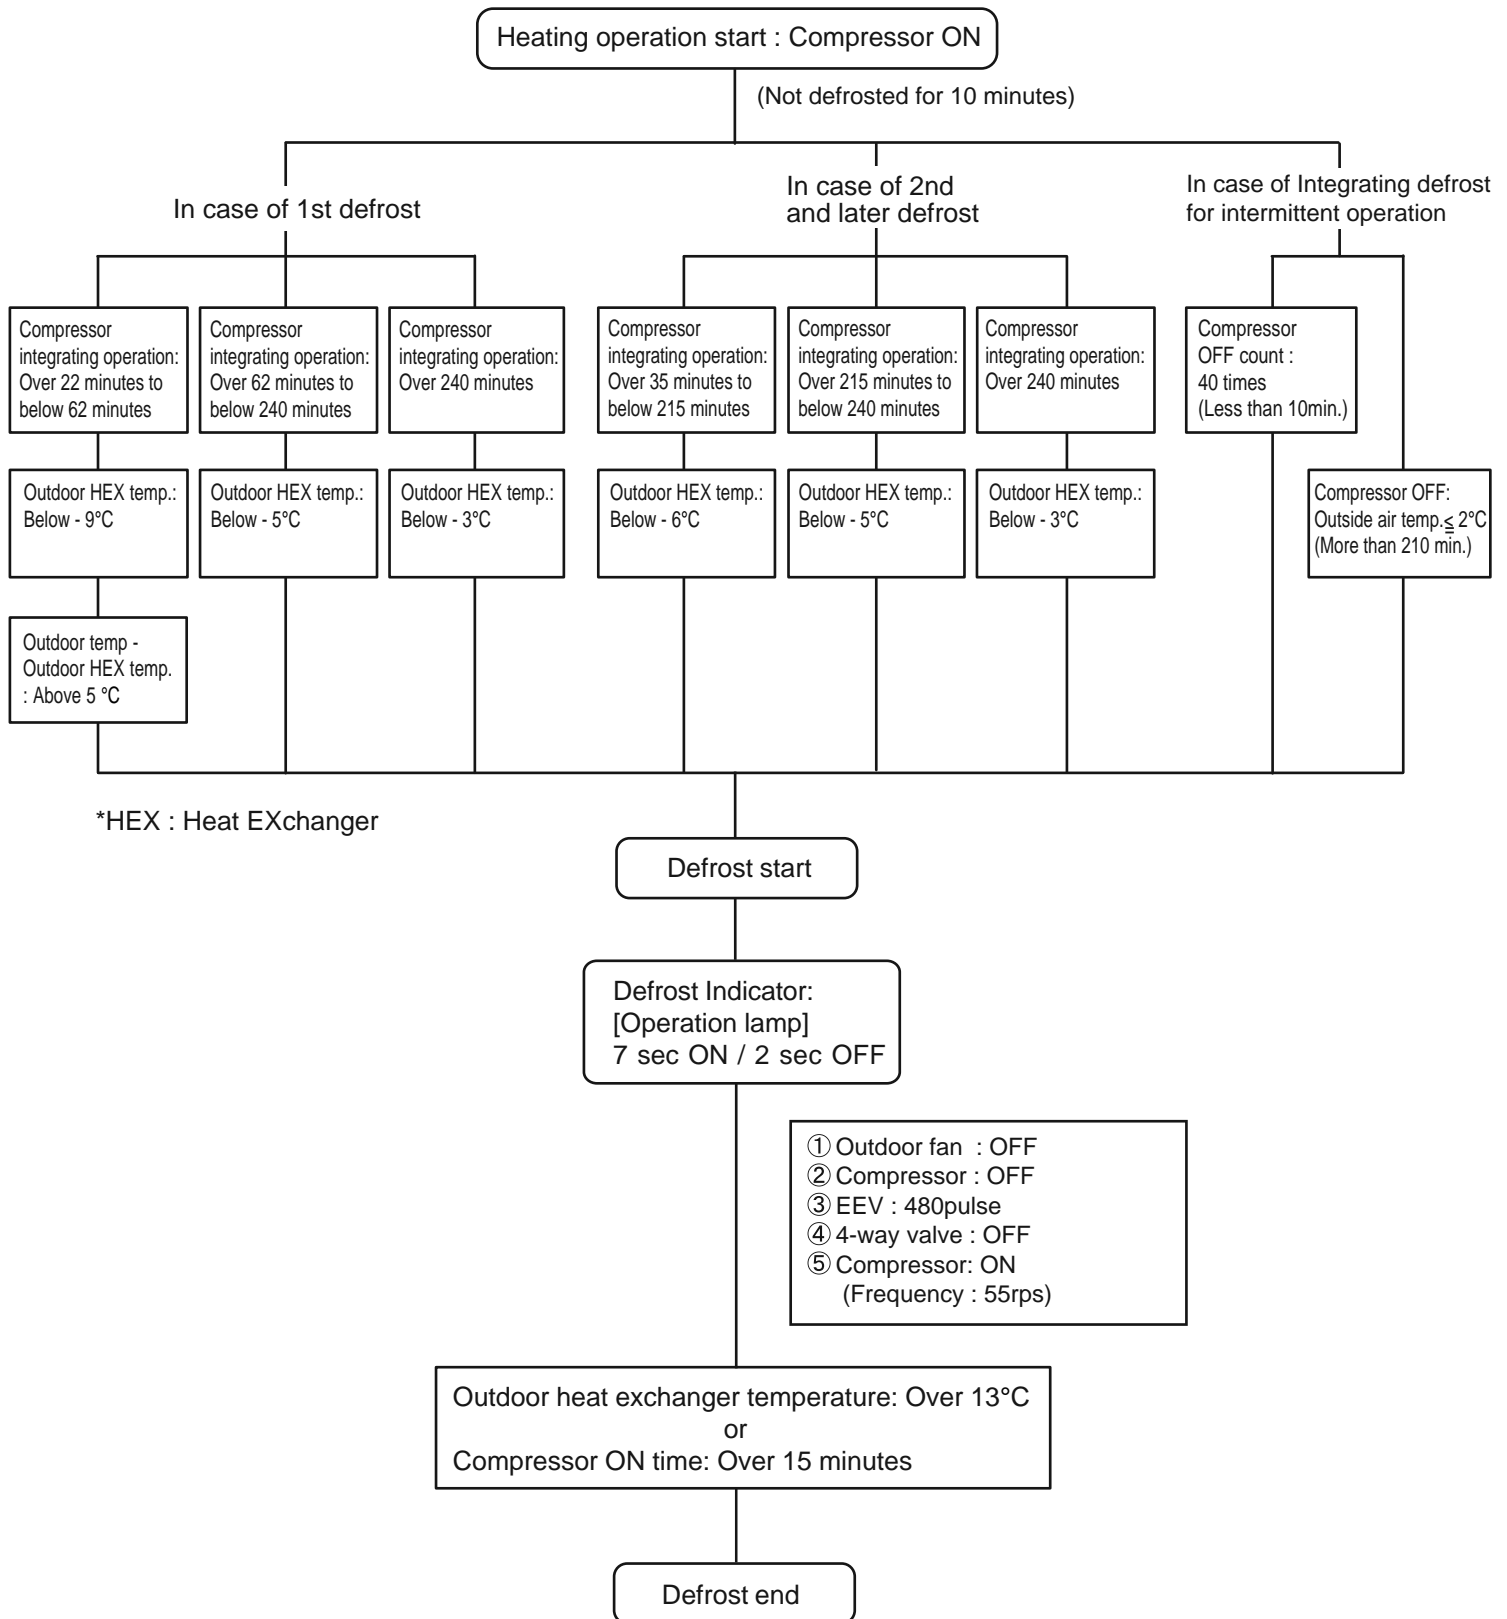 Heating operation start : Compressor ON
(Not defrosted for 10 minutes)
In case of 1st defrost
In case of 2nd
and later defrost
In case of Integrating defrost
for intermittent operation
Compressor
integrating operation:
Over 22 minutes to
below 62 minutes
Compressor
integrating operation:
Over 62 minutes to
below 240 minutes
Compressor
integrating operation:
Over 240 minutes
Compressor
integrating operation:
Over 35 minutes to
below 215 minutes
Compressor
integrating operation:
Over 215 minutes to
below 240 minutes
Compressor
integrating operation:
Over 240 minutes
Compressor
OFF count :
40 times
(Less than 10min.)
Outdoor HEX temp.:
Below - 9°C
Outdoor HEX temp.:
Below - 5°C
Outdoor HEX temp.:
Below - 3°C
Outdoor HEX temp.:
Below - 6°C
Outdoor HEX temp.:
Below - 5°C
Outdoor HEX temp.:
Below - 3°C
Compressor OFF:
Outside air temp.≦ 2°C
(More than 210 min.)
Outdoor temp -
Outdoor HEX temp.
: Above 5 °C
*HEX : Heat EXchanger
Defrost start
Defrost Indicator:
[Operation lamp]
7 sec ON / 2 sec OFF
① Outdoor fan : OFF
② Compressor : OFF
③ EEV : 480pulse
④ 4-way valve : OFF
⑤ Compressor: ON
(Frequency : 55rps)
Outdoor heat exchanger temperature: Over 13°C
or
Compressor ON time: Over 15 minutes
Defrost end